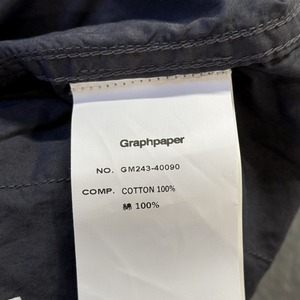 Graphpaper
NO. GM243-40090
COMP. COTTON 100%
綿 100%